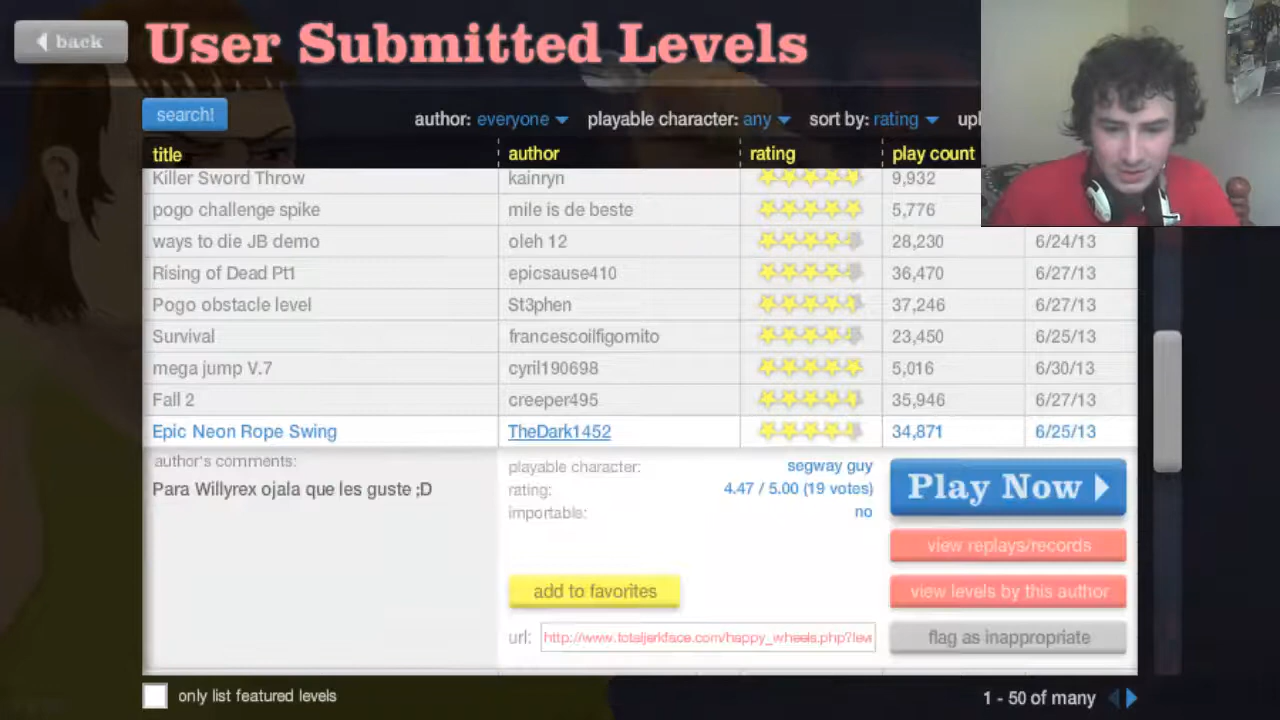 back
User Submitted Levels
search!
author: everyone playable character: any sort by: rating upl
title author rating play count
Killer Sword Throw kainryn 9,932
pogo challenge spike mile is de beste 5,776
ways to die JB demo oleh 12 28,230 6/24/13
Rising of Dead Pt1 epicsause410 36,470 6/27/13
Pogo obstacle level St3phen 37,246 6/27/13
Survival francescoilfigomito 23,450 6/25/13
mega jump V.7 cyril190698 5,016 6/30/13
Fall 2 creeper495 35,946 6/27/13
Epic Neon Rope Swing TheDark1452 34,871 6/25/13
author's comments:
Para Willyrex ojala que les guste ;D
playable character: segway guy
rating: 4.47 / 5.00 (19 votes)
importable: no
add to favorites
url: http://www.totaljerkface.com/happy_wheels.php?lev
Play Now
view replays/records
view levels by this author
flag as inappropriate
only list featured levels
1 - 50 of many